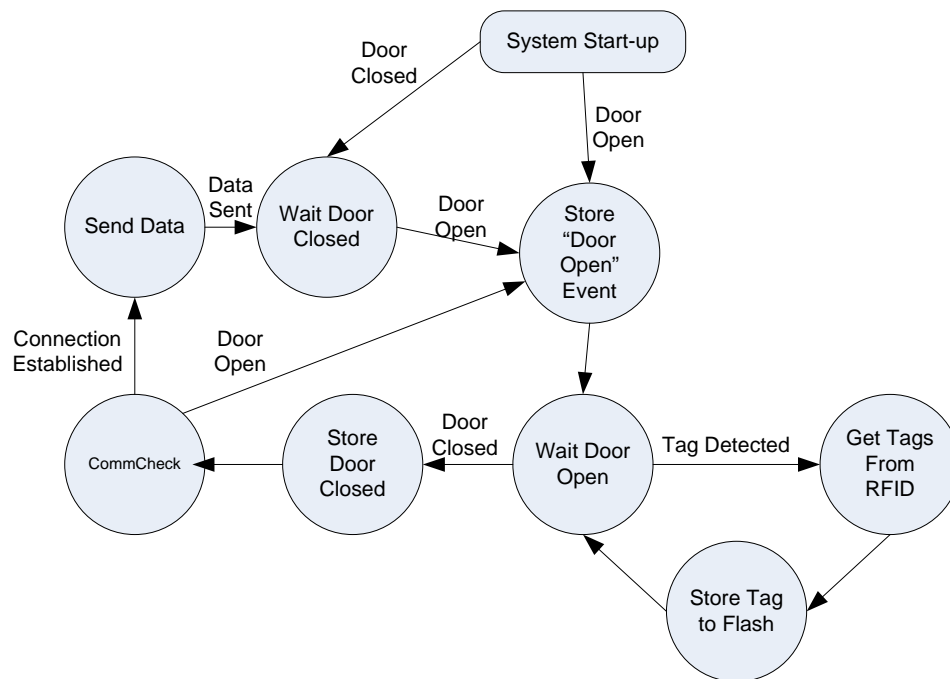 System Start-up
Door
Closed
Door
Open
Send Data
Data
Sent
Wait Door
Closed
Door
Open
Store
“Door
Open”
Event
Connection
Established
Door
Open
CommCheck
Store
Door
Closed
Door
Closed
Wait Door
Open
Tag Detected
Get Tags
From
RFID
Store Tag
to Flash